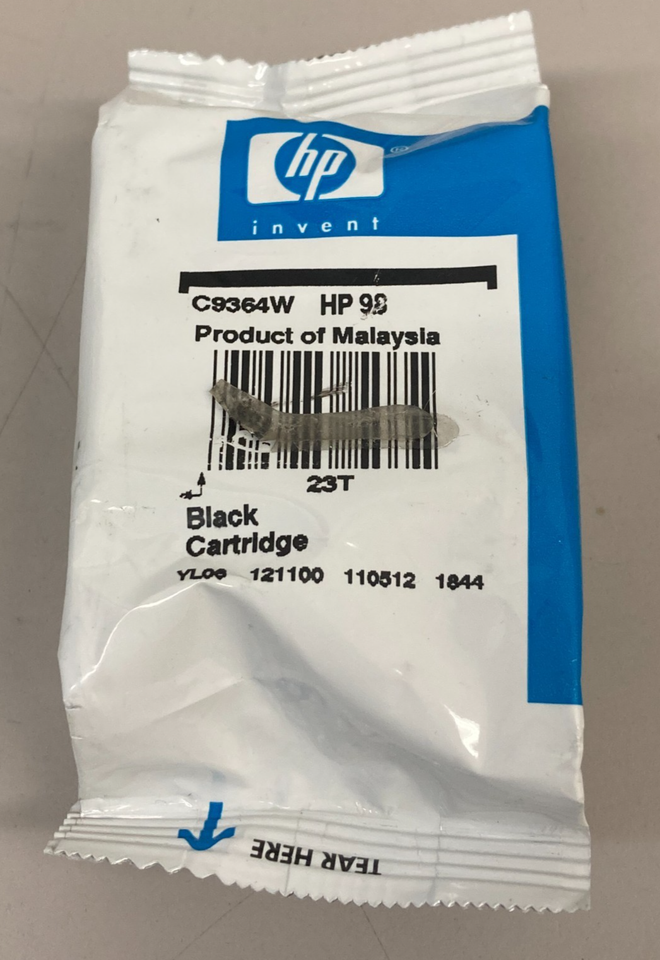 hp ®
invent
C9364W HP 98
Product of Malaysia
23T
Black
Cartridge
YL06 121100 110512 1844
TEAR HERE